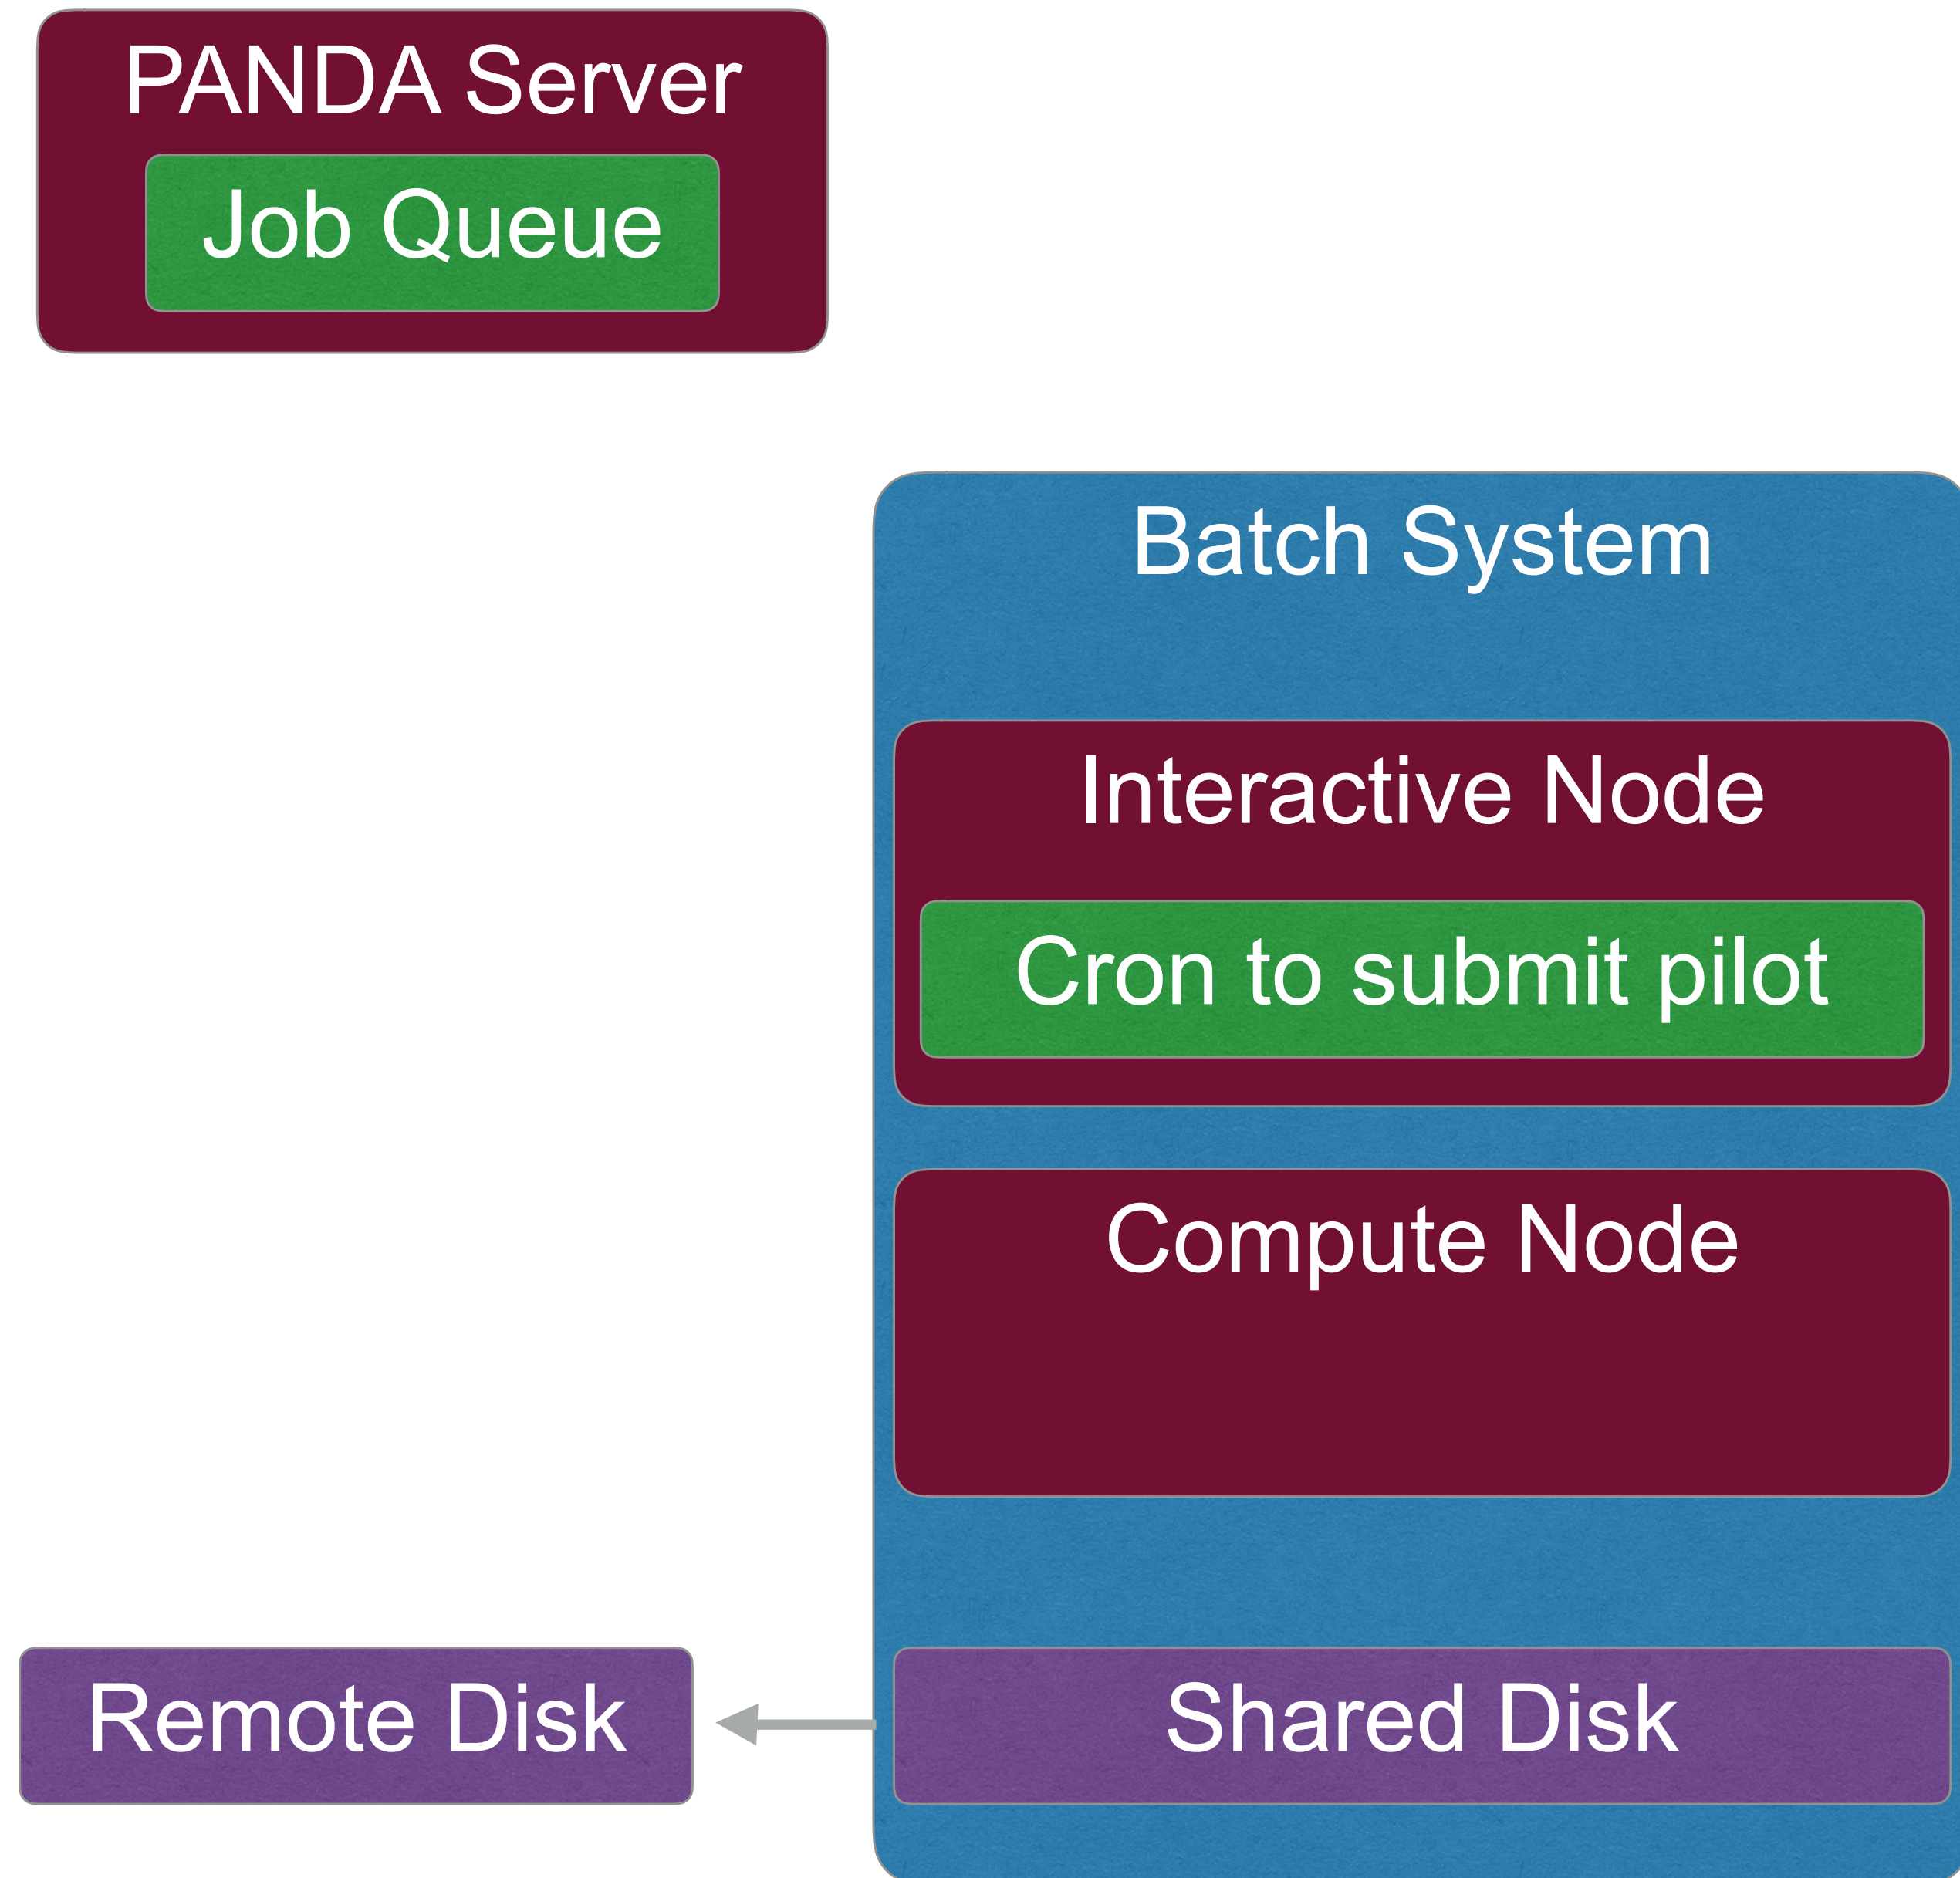 PANDA Server
Job Queue
Batch System
Interactive Node
Cron to submit pilot
Compute Node
Remote Disk
Shared Disk